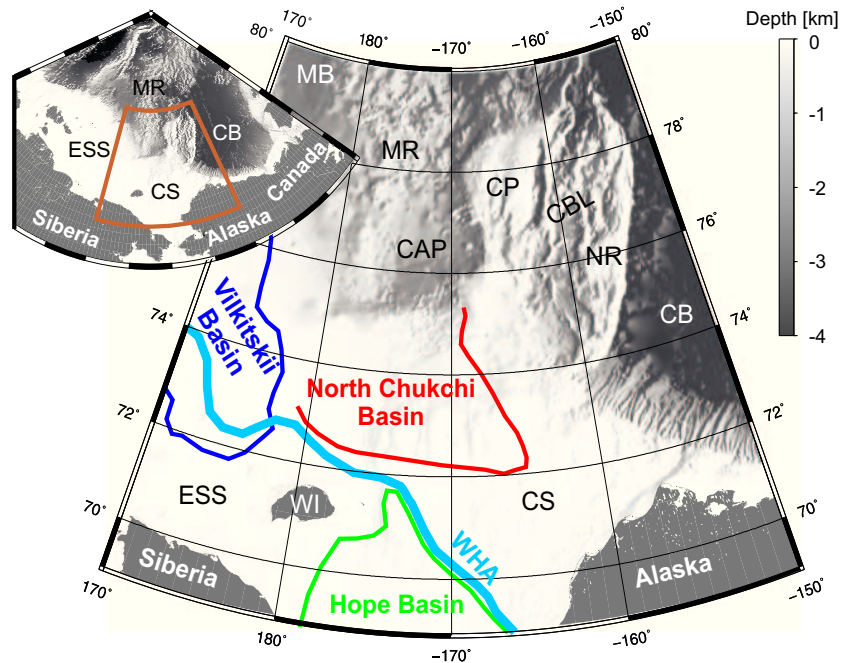 Depth [km]
0
-1
-2
-3
-4
MR
CB
ESS
CS
Canada
Siberia
Alaska
170°
180°
-170°
-160°
-150°
80°
80°
78°
76°
74°
72°
70°
74°
72°
70°
170°
180°
-170°
-160°
-150°
MB
MR
CP
CBL
CAP
NR
CB
Vilkitskii
Basin
North Chukchi
Basin
ESS
WI
CS
WHA
Siberia
Alaska
Hope Basin